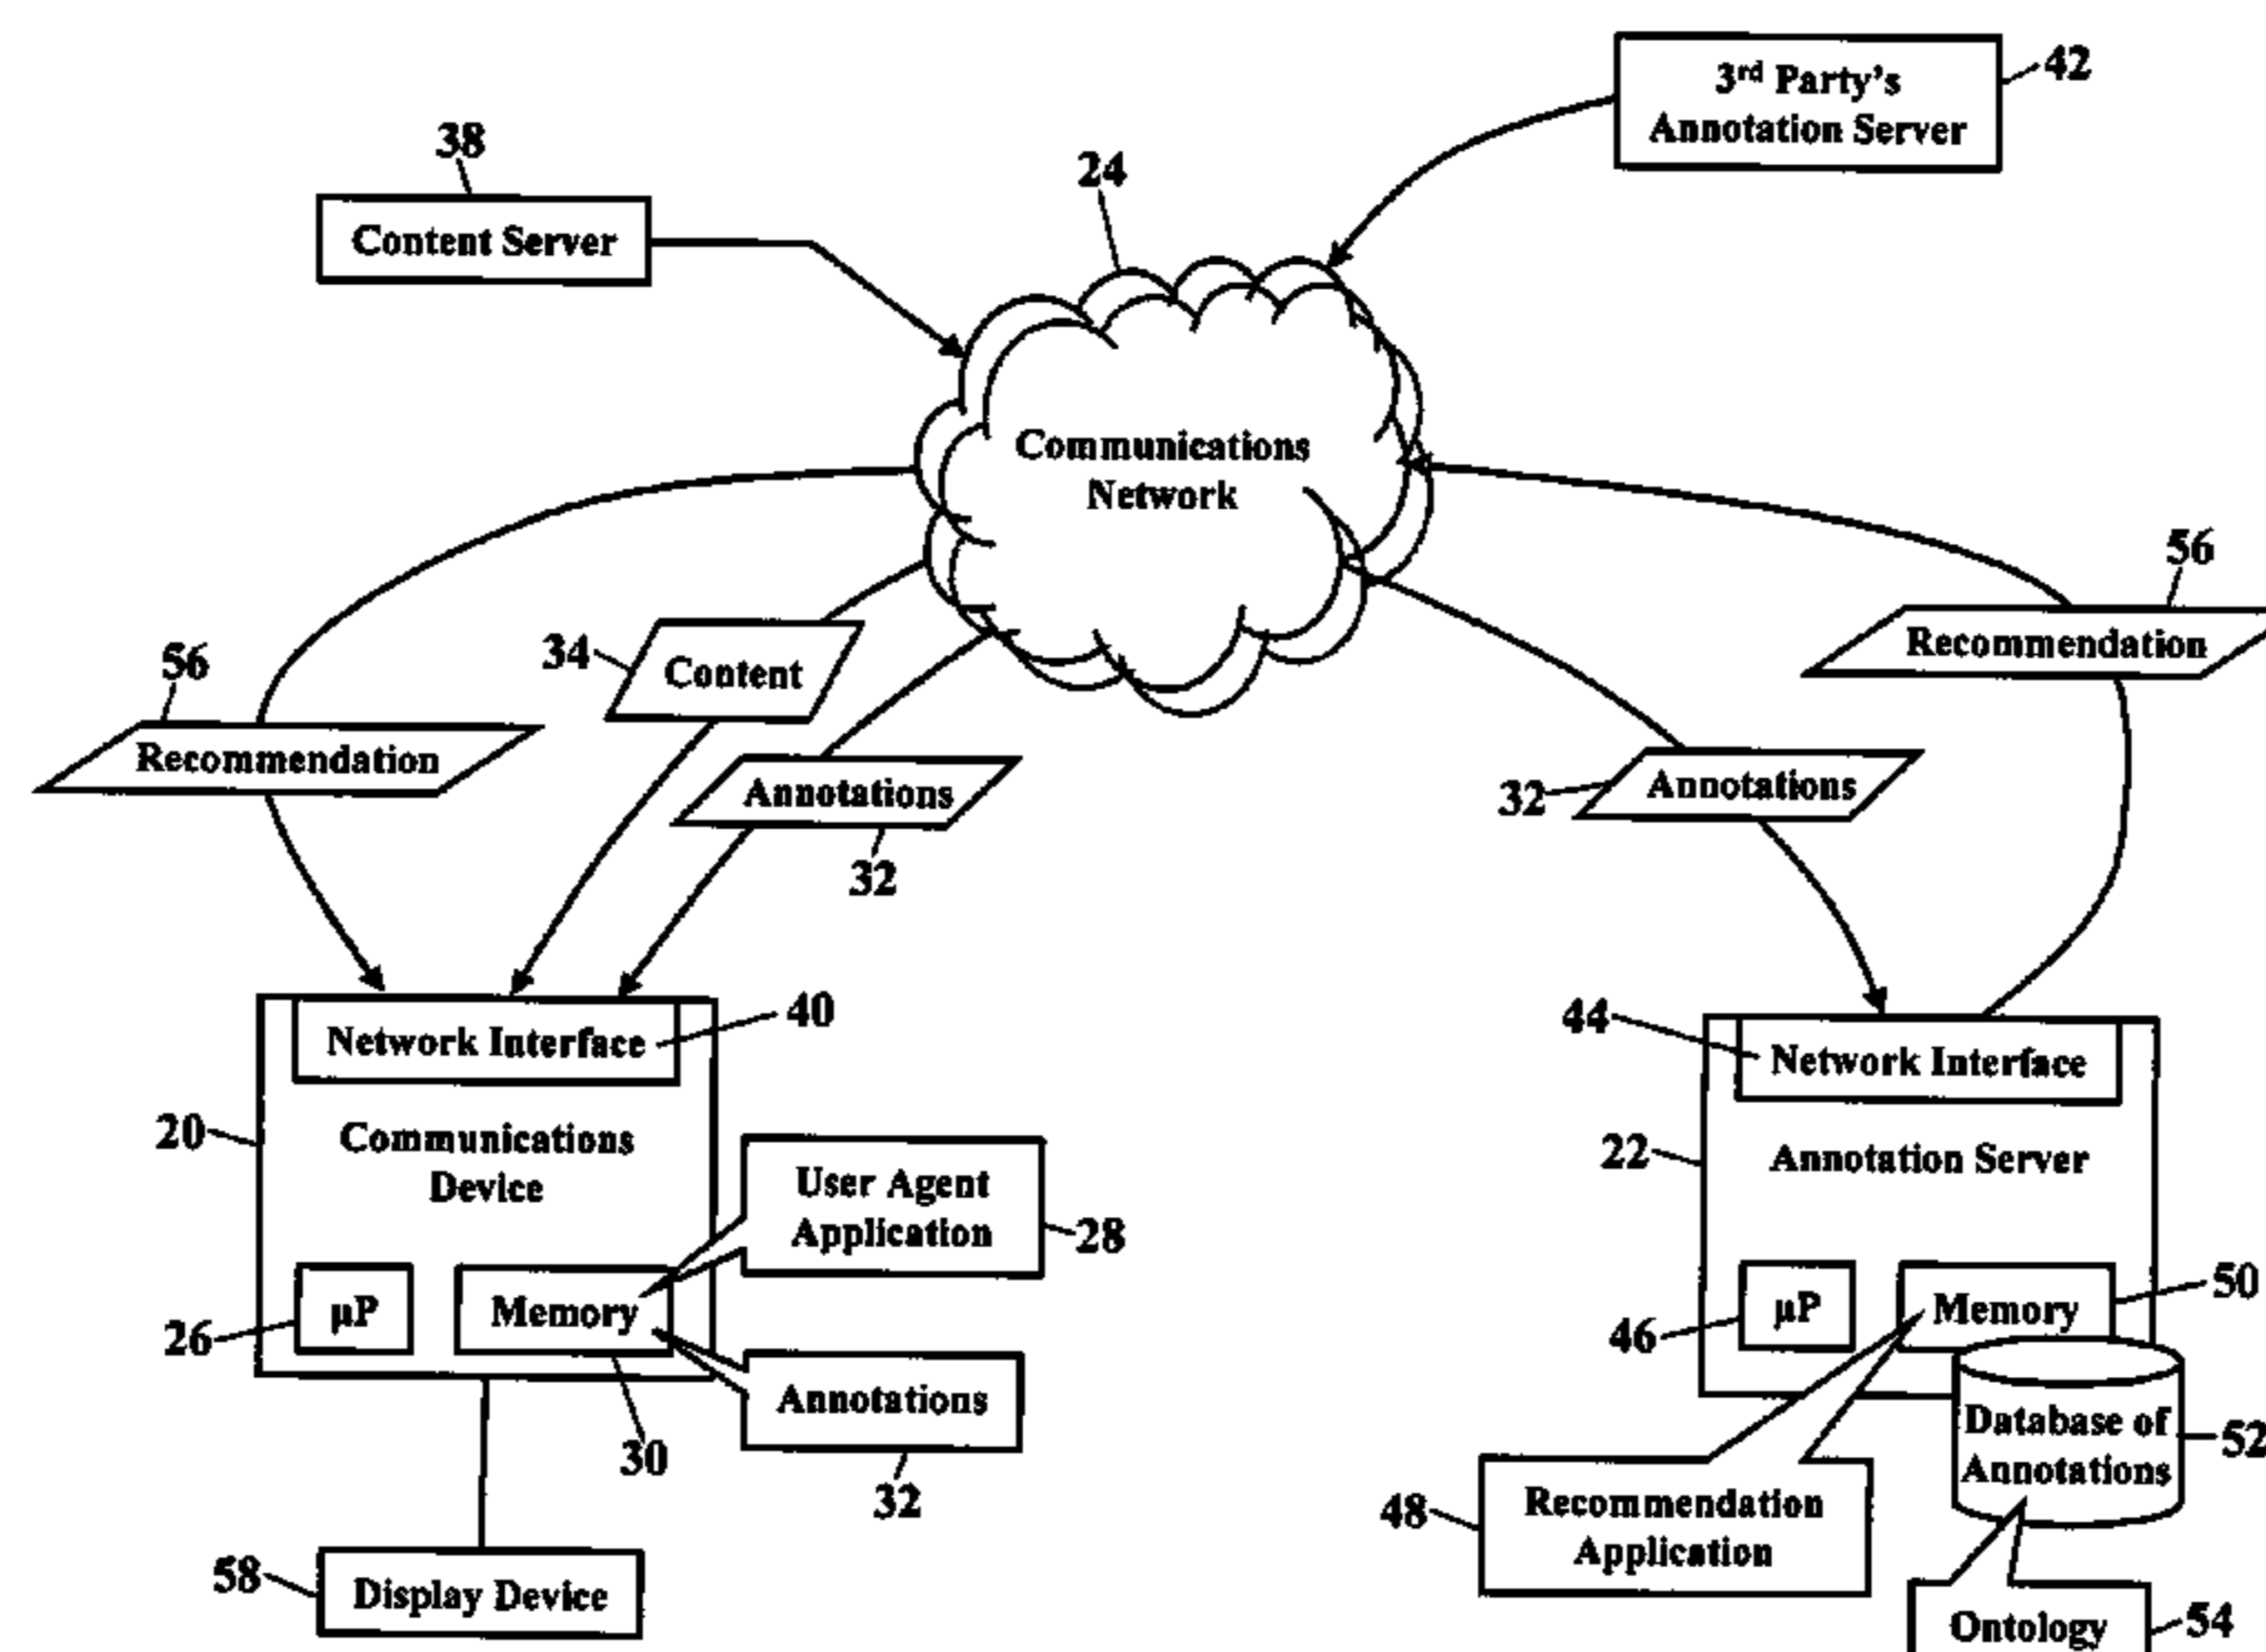 3rd Party's
Annotation Server
42
38
Content Server
24
Communications
Network
56
Recommendation
34
Content
56
Recommendation
Annotations
32
32
Annotations
Network Interface
40
44
Network Interface
20
Communications
Device
22
Annotation Server
User Agent
Application
28
26
µP
Memory
46
µP
Memory
50
Annotations
30
32
Database of
Annotations
52
48
Recommendation
Application
58
Display Device
Ontology
54